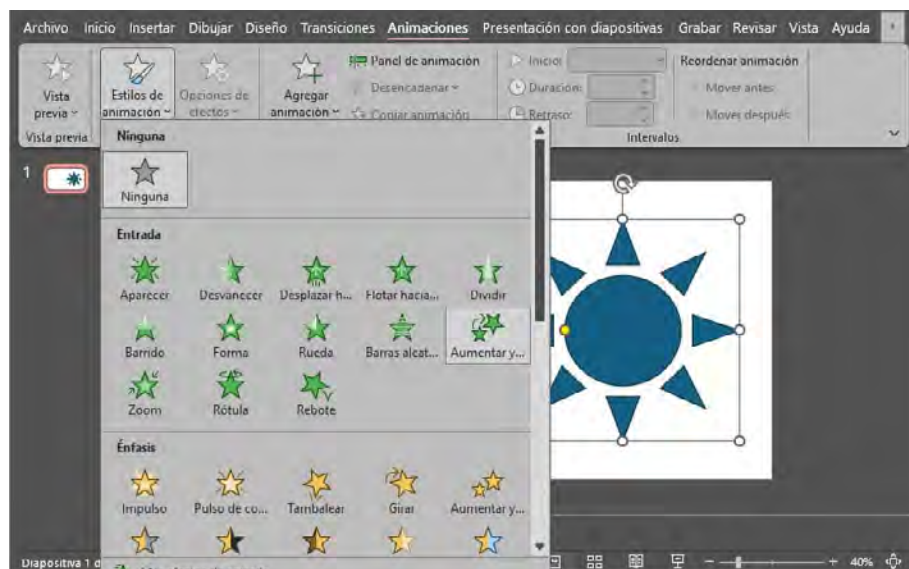 Archivo Inicio Insertar Dibujar Diseño Transiciones Animaciones Presentación con diapositivas Grabar Revisar Vista Ayuda
Vista previa
Estilos de animación
Opciones de efectos
Agregar animación
Panel de animación
Desencadenar
Copiar animación
Inicio:
Duración:
Retraso:
Reordenar animación
Mover antes
Mover después
Vista previa
Intervalos
1
Ninguna
Ninguna
Entrada
Aparecer Desvanecer Desplazar h... Flotar hacia... Dividir
Barrido Forma Rueda Barras alcat... Aumentar y...
Zoom Rótula Rebote
Énfasis
Impulso Pulso de co... Tambalear Girar Aumentar y...
Diapositiva 1 d
40%